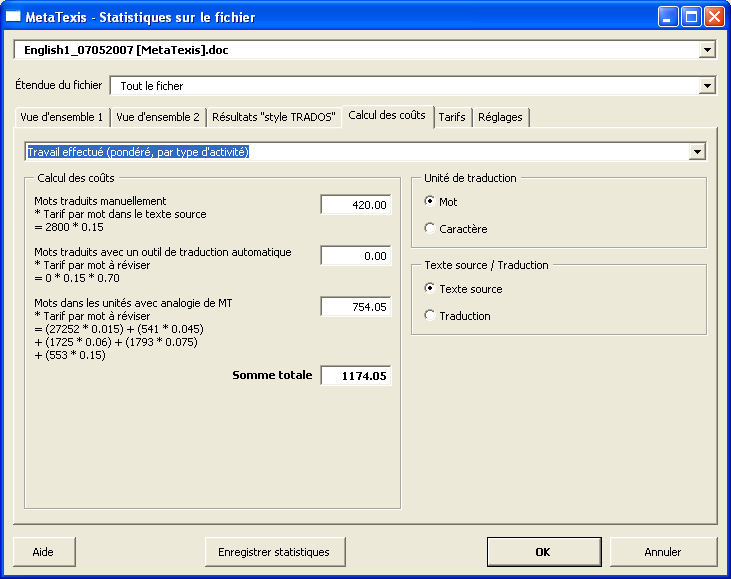 MetaTexis - Statistiques sur le fichier
English1_07052007 [MetaTexis].doc
Étendue du fichier
Tout le ficher
Vue d'ensemble 1
Vue d'ensemble 2
Résultats "style TRADOS"
Calcul des coûts
Tarifs
Réglages
Travail effectué (pondéré, par type d'activité)
Calcul des coûts
Mots traduits manuellement
* Tarif par mot dans le texte source
= 2800 * 0.15
420.00
Mots traduits avec un outil de traduction automatique
* Tarif par mot à réviser
= 0 * 0.15 * 0.70
0.00
Mots dans les unités avec analogie de MT
* Tarif par mot à réviser
= (27252 * 0.015) + (541 * 0.045)
+ (1725 * 0.06) + (1793 * 0.075)
+ (553 * 0.15)
754.05
Somme totale
1174.05
Unité de traduction
Mot
Caractère
Texte source / Traduction
Texte source
Traduction
Aide
Enregistrer statistiques
OK
Annuler